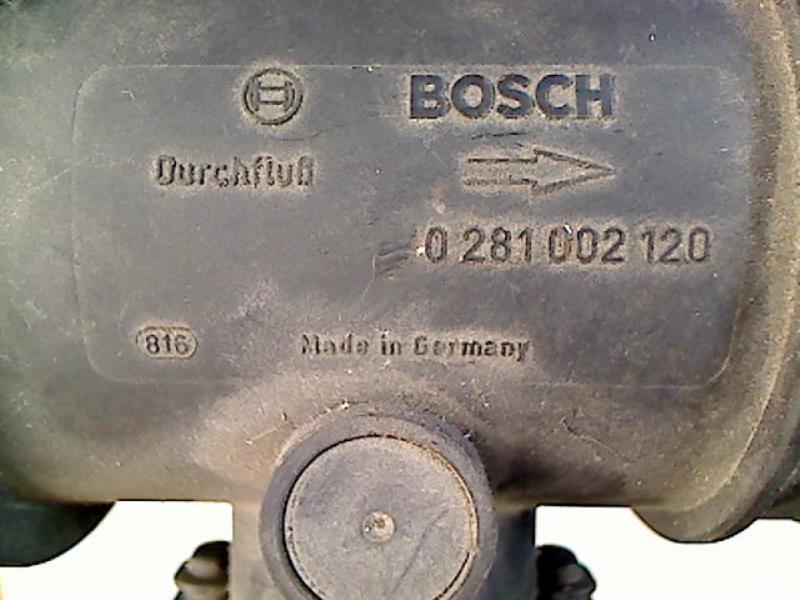 BOSCH
Durchfluß
0 281 002 120
816
Made in Germany